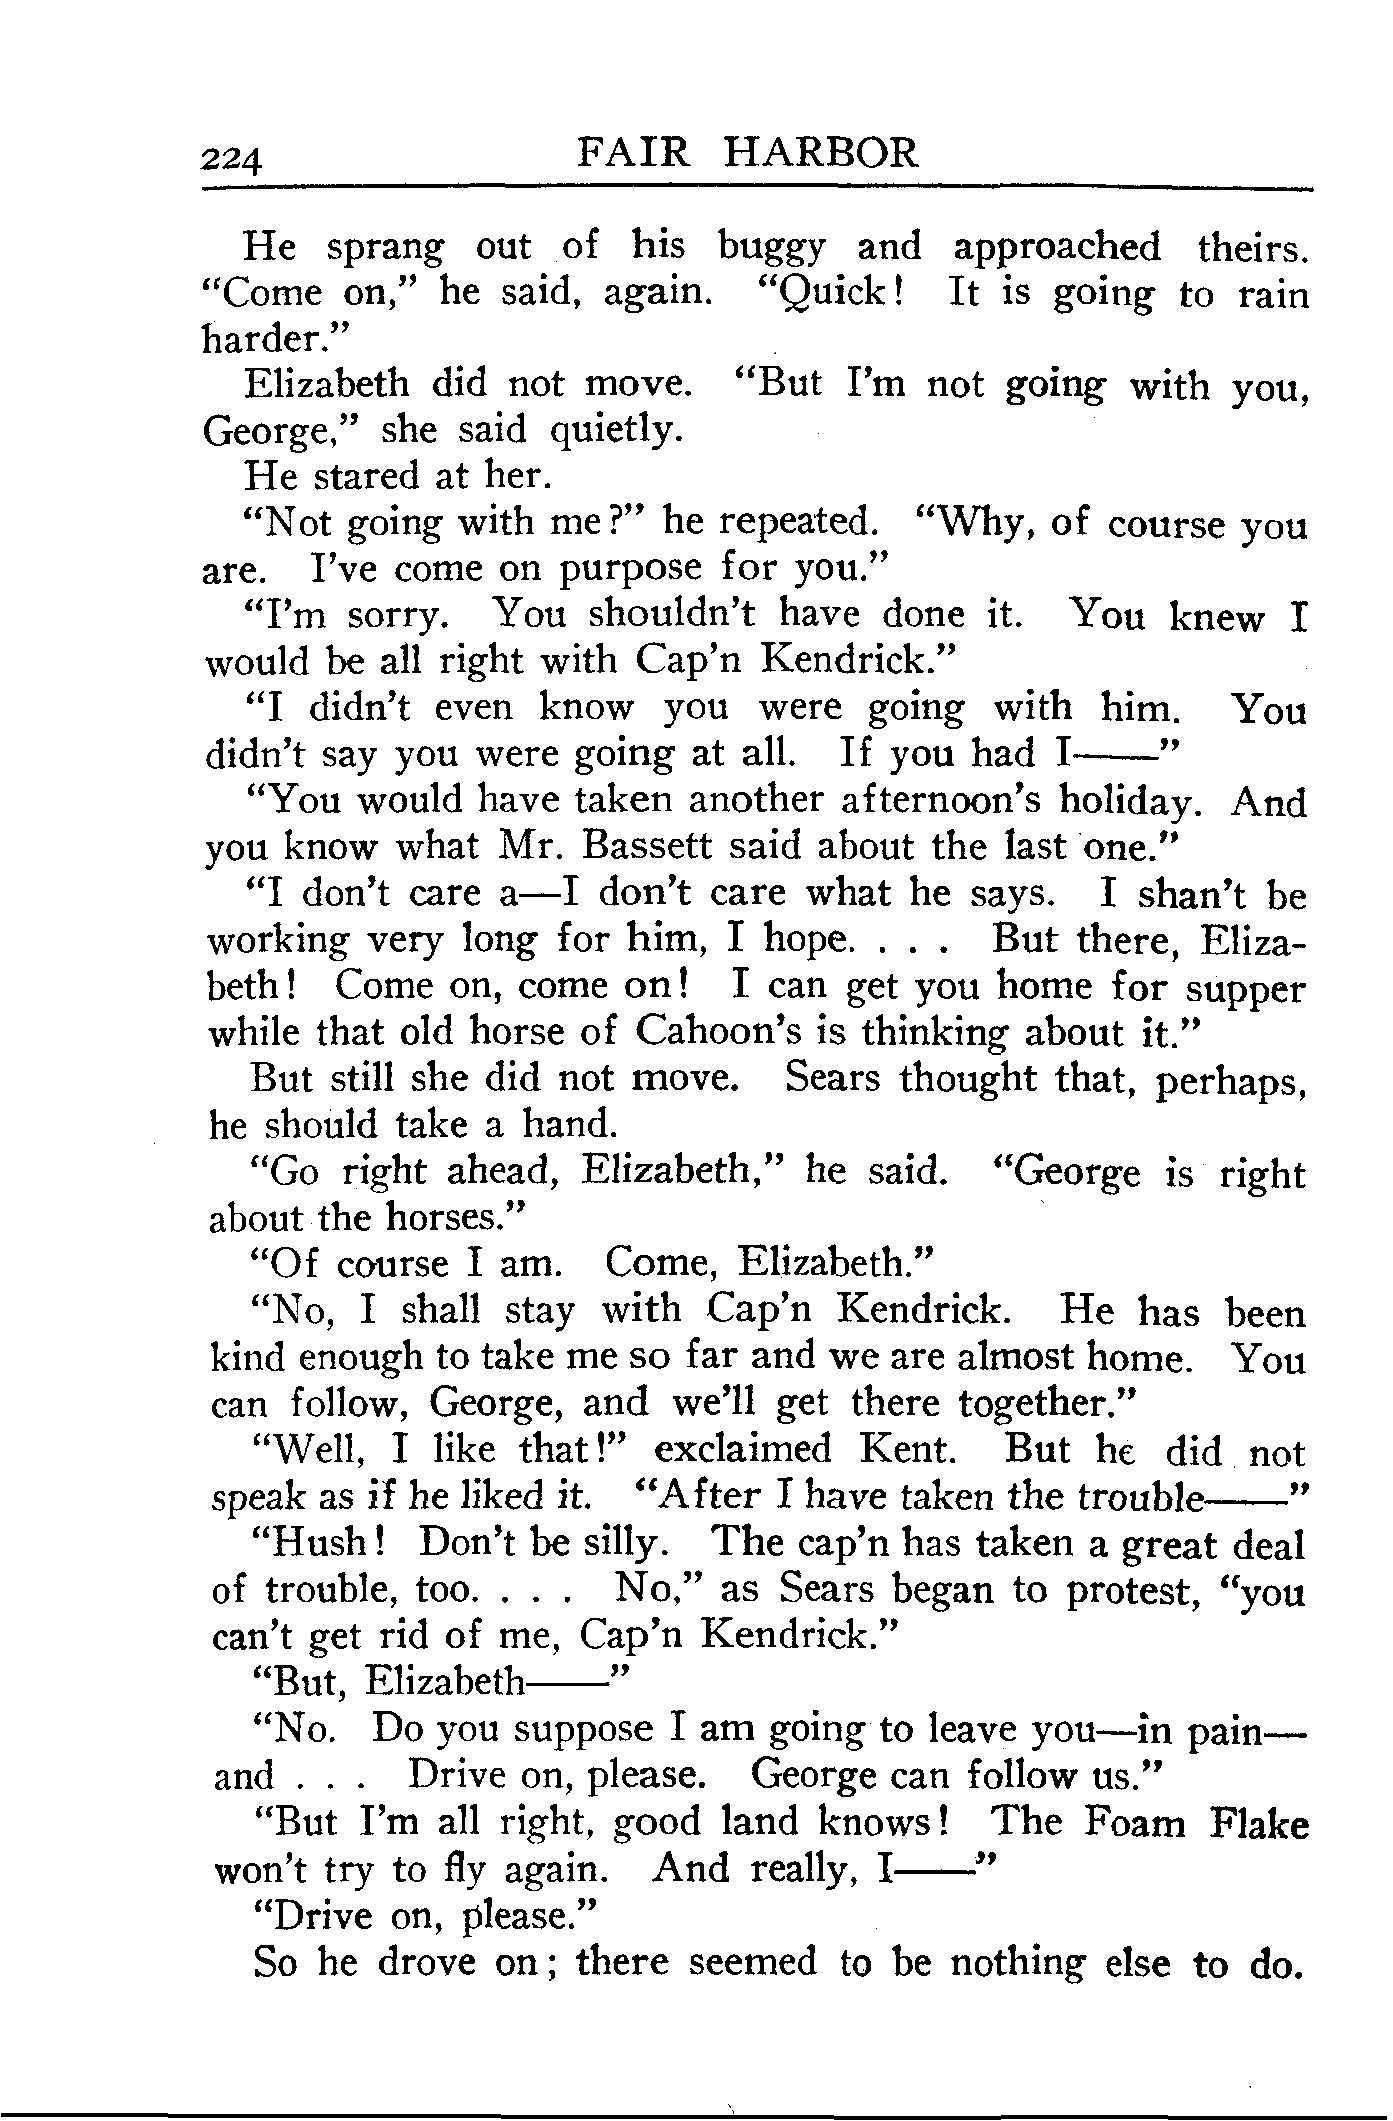 224 FAIR HARBOR
He sprang out of his buggy and approached theirs.
“Come on,” he said, again. “Quick! It is going to rain
harder.”
Elizabeth did not move. “But I’m not going with you,
George,” she said quietly.
He stared at her.
“Not going with me?” he repeated. “Why, of course you
are. I’ve come on purpose for you.”
“I’m sorry. You shouldn’t have done it. You knew I
would be all right with Cap’n Kendrick.”
“I didn’t even know you were going with him. You
didn’t say you were going at all. If you had I——”
“You would have taken another afternoon’s holiday. And
you know what Mr. Bassett said about the last one.”
“I don’t care a—I don’t care what he says. I shan’t be
working very long for him, I hope. . . . But there, Eliza-
beth! Come on, come on! I can get you home for supper
while that old horse of Cahoon’s is thinking about it.”
But still she did not move. Sears thought that, perhaps,
he should take a hand.
“Go right ahead, Elizabeth,” he said. “George is right
about the horses.”
“Of course I am. Come, Elizabeth.”
“No, I shall stay with Cap’n Kendrick. He has been
kind enough to take me so far and we are almost home. You
can follow, George, and we’ll get there together.”
“Well, I like that!” exclaimed Kent. But he did not
speak as if he liked it. “After I have taken the trouble——”
“Hush! Don’t be silly. The cap’n has taken a great deal
of trouble, too. . . . No,” as Sears began to protest, “you
can’t get rid of me, Cap’n Kendrick.”
“But, Elizabeth——”
“No. Do you suppose I am going to leave you—in pain—
and . . . Drive on, please. George can follow us.”
“But I’m all right, good land knows! The Foam Flake
won’t try to fly again. And really, I——”
“Drive on, please.”
So he drove on; there seemed to be nothing else to do.